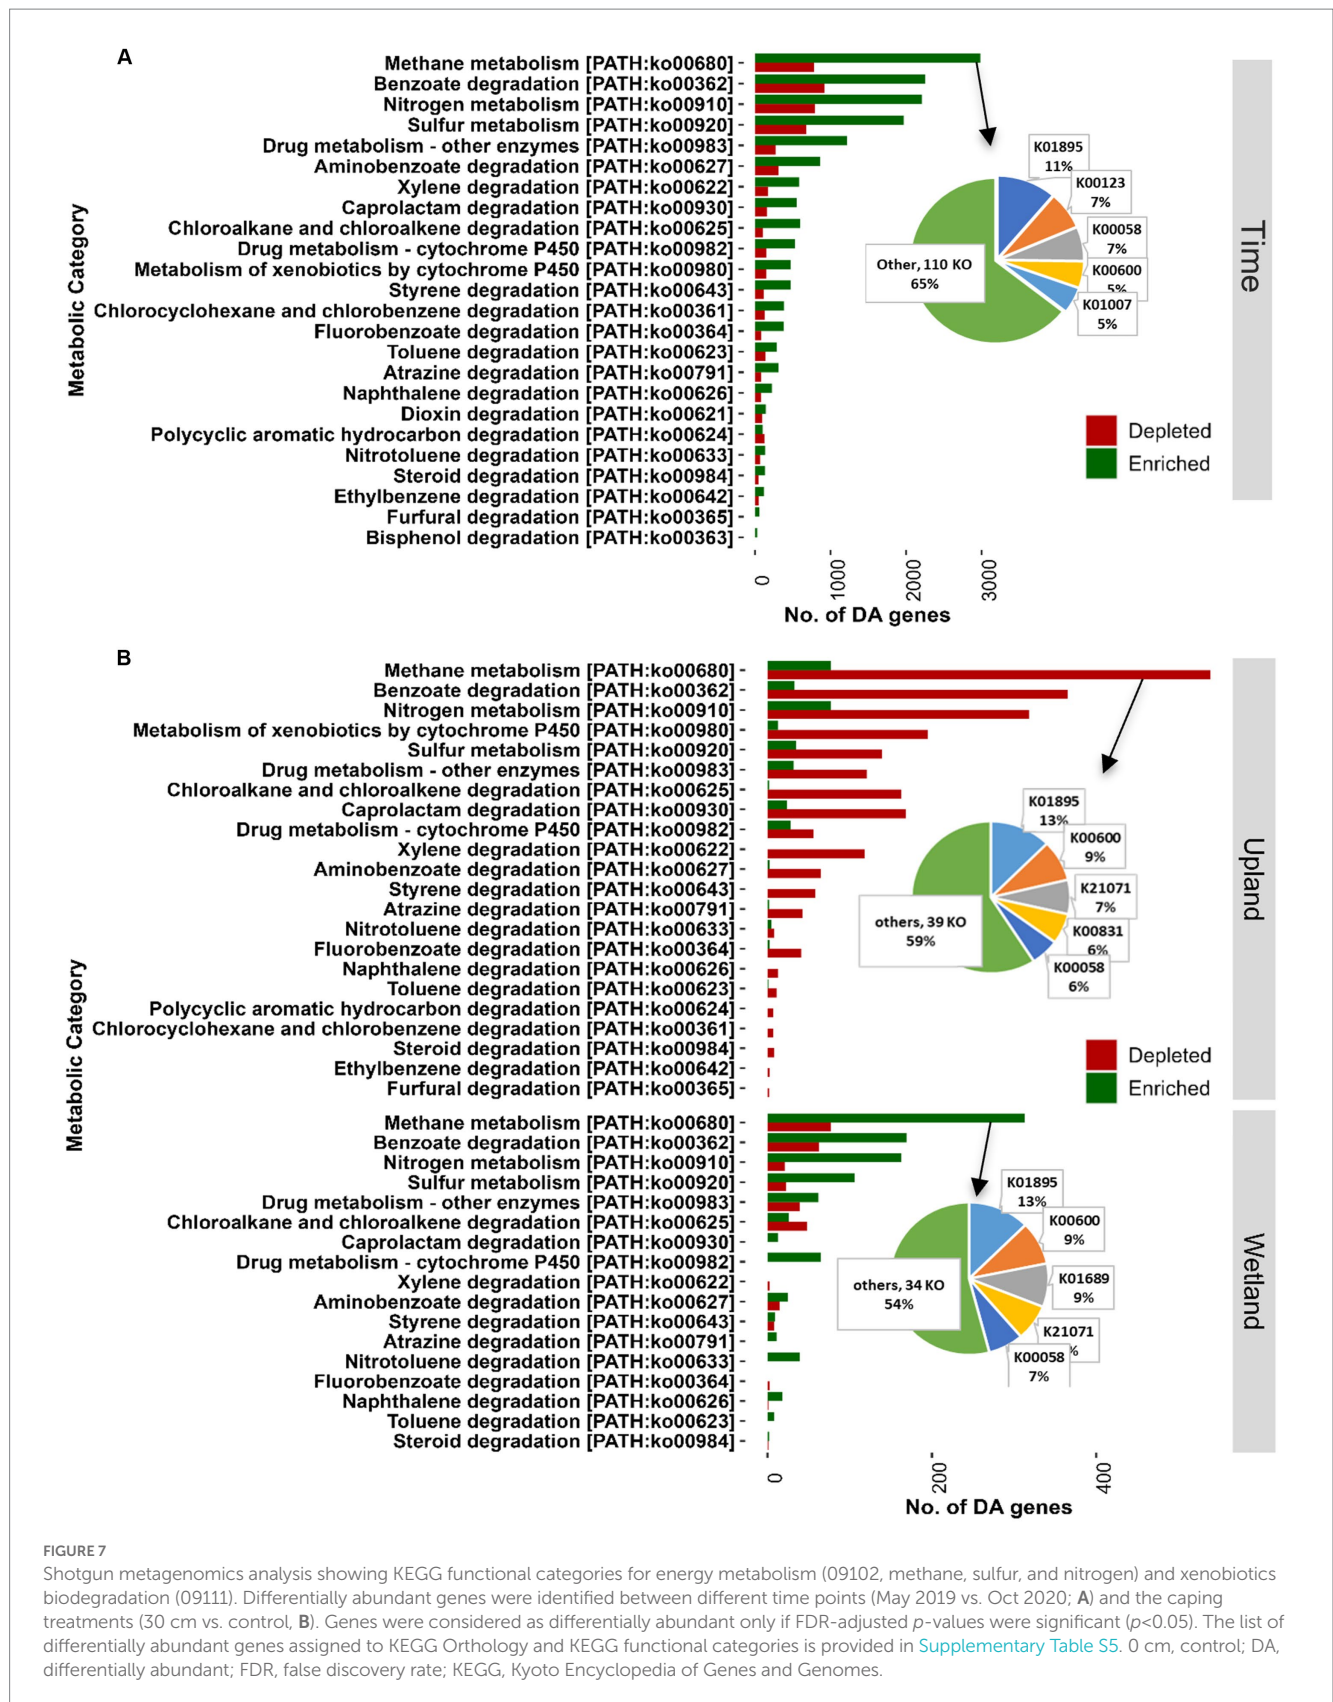 A
Methane metabolism [PATH:ko00680]
Benzoate degradation [PATH:ko00362]
Nitrogen metabolism [PATH:ko00910]
Sulfur metabolism [PATH:ko00920]
Drug metabolism - other enzymes [PATH:ko00983]
Aminobenzoate degradation [PATH:ko00627]
Xylene degradation [PATH:ko00622]
Caprolactam degradation [PATH:ko00930]
Chloroalkane and chloroalkene degradation [PATH:ko00625]
Drug metabolism - cytochrome P450 [PATH:ko00982]
Metabolism of xenobiotics by cytochrome P450 [PATH:ko00980]
Styrene degradation [PATH:ko00643]
Chlorocyclohexane and chlorobenzene degradation [PATH:ko00361]
Fluorobenzoate degradation [PATH:ko00364]
Toluene degradation [PATH:ko00623]
Atrazine degradation [PATH:ko00791]
Naphthalene degradation [PATH:ko00626]
Dioxin degradation [PATH:ko00621]
Polycyclic aromatic hydrocarbon degradation [PATH:ko00624]
Nitrotoluene degradation [PATH:ko00633]
Steroid degradation [PATH:ko00984]
Ethylbenzene degradation [PATH:ko00642]
Furfural degradation [PATH:ko00365]
Bisphenol degradation [PATH:ko00363]
Metabolic Category
K01895
11%
K00123
7%
K00058
7%
K00600
5%
K01007
5%
Other, 110 KO
65%
Depleted
Enriched
Time
0
1000
2000
3000
No. of DA genes
B
Methane metabolism [PATH:ko00680]
Benzoate degradation [PATH:ko00362]
Nitrogen metabolism [PATH:ko00910]
Metabolism of xenobiotics by cytochrome P450 [PATH:ko00980]
Sulfur metabolism [PATH:ko00920]
Drug metabolism - other enzymes [PATH:ko00983]
Chloroalkane and chloroalkene degradation [PATH:ko00625]
Caprolactam degradation [PATH:ko00930]
Drug metabolism - cytochrome P450 [PATH:ko00982]
Xylene degradation [PATH:ko00622]
Aminobenzoate degradation [PATH:ko00627]
Styrene degradation [PATH:ko00643]
Atrazine degradation [PATH:ko00791]
Nitrotoluene degradation [PATH:ko00633]
Fluorobenzoate degradation [PATH:ko00364]
Naphthalene degradation [PATH:ko00626]
Toluene degradation [PATH:ko00623]
Polycyclic aromatic hydrocarbon degradation [PATH:ko00624]
Chlorocyclohexane and chlorobenzene degradation [PATH:ko00361]
Steroid degradation [PATH:ko00984]
Ethylbenzene degradation [PATH:ko00642]
Furfural degradation [PATH:ko00365]
Metabolic Category
K01895
13%
K00600
9%
K21071
7%
K00831
6%
K00058
6%
others, 39 KO
59%
Depleted
Enriched
Upland
Methane metabolism [PATH:ko00680]
Benzoate degradation [PATH:ko00362]
Nitrogen metabolism [PATH:ko00910]
Sulfur metabolism [PATH:ko00920]
Drug metabolism - other enzymes [PATH:ko00983]
Chloroalkane and chloroalkene degradation [PATH:ko00625]
Caprolactam degradation [PATH:ko00930]
Drug metabolism - cytochrome P450 [PATH:ko00982]
Xylene degradation [PATH:ko00622]
Aminobenzoate degradation [PATH:ko00627]
Styrene degradation [PATH:ko00643]
Atrazine degradation [PATH:ko00791]
Nitrotoluene degradation [PATH:ko00633]
Fluorobenzoate degradation [PATH:ko00364]
Naphthalene degradation [PATH:ko00626]
Toluene degradation [PATH:ko00623]
Steroid degradation [PATH:ko00984]
K01895
13%
K00600
9%
K01689
9%
K21071
%
K00058
7%
others, 34 KO
54%
Wetland
0
200
400
No. of DA genes
FIGURE 7
Shotgun metagenomics analysis showing KEGG functional categories for energy metabolism (09102, methane, sulfur, and nitrogen) and xenobiotics
biodegradation (09111). Differentially abundant genes were identified between different time points (May 2019 vs. Oct 2020; A) and the caping
treatments (30 cm vs. control, B). Genes were considered as differentially abundant only if FDR-adjusted p-values were significant (p<0.05). The list of
differentially abundant genes assigned to KEGG Orthology and KEGG functional categories is provided in Supplementary Table S5. 0 cm, control; DA,
differentially abundant; FDR, false discovery rate; KEGG, Kyoto Encyclopedia of Genes and Genomes.